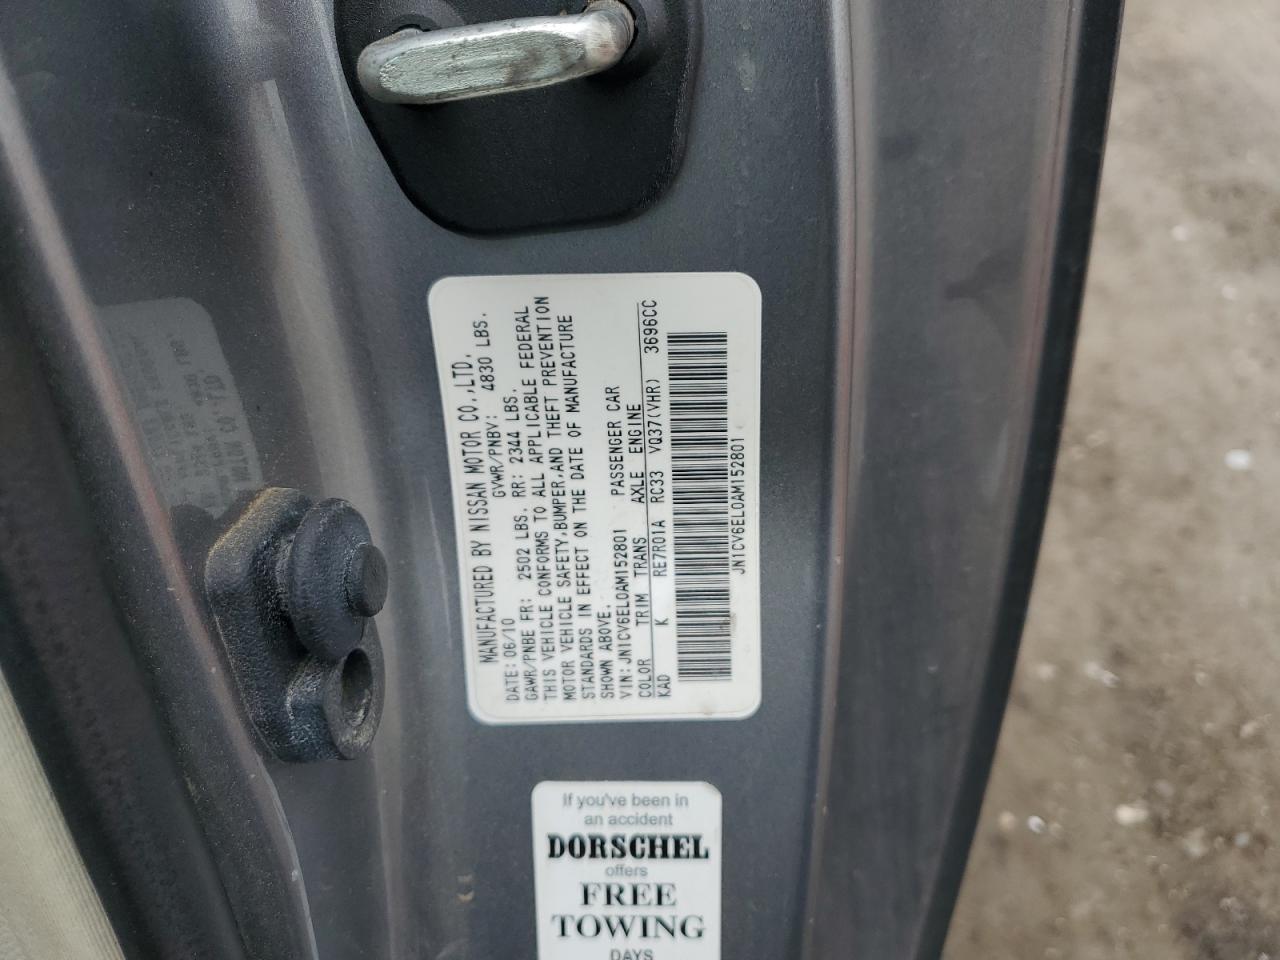 MANUFACTURED BY NISSAN MOTOR CO.,LTD.
DATE: 06/10 GVWR/PNBV: 4830 LBS.
GAWR/PNBE FR: 2502 LBS. RR: 2344 LBS.
THIS VEHICLE CONFORMS TO ALL APPLICABLE FEDERAL
MOTOR VEHICLE SAFETY,BUMPER,AND THEFT PREVENTION
STANDARDS IN EFFECT ON THE DATE OF MANUFACTURE
SHOWN ABOVE.
VIN:JN1CV6EL0AM152801 PASSENGER CAR
COLOR TRIM TRANS AXLE ENGINE
KAD K RE7R01A RC33 VQ37(VHR) 3696CC
JN1CV6EL0AM152801
If you've been in
an accident
DORSCHEL
offers
FREE
TOWING
DAYS